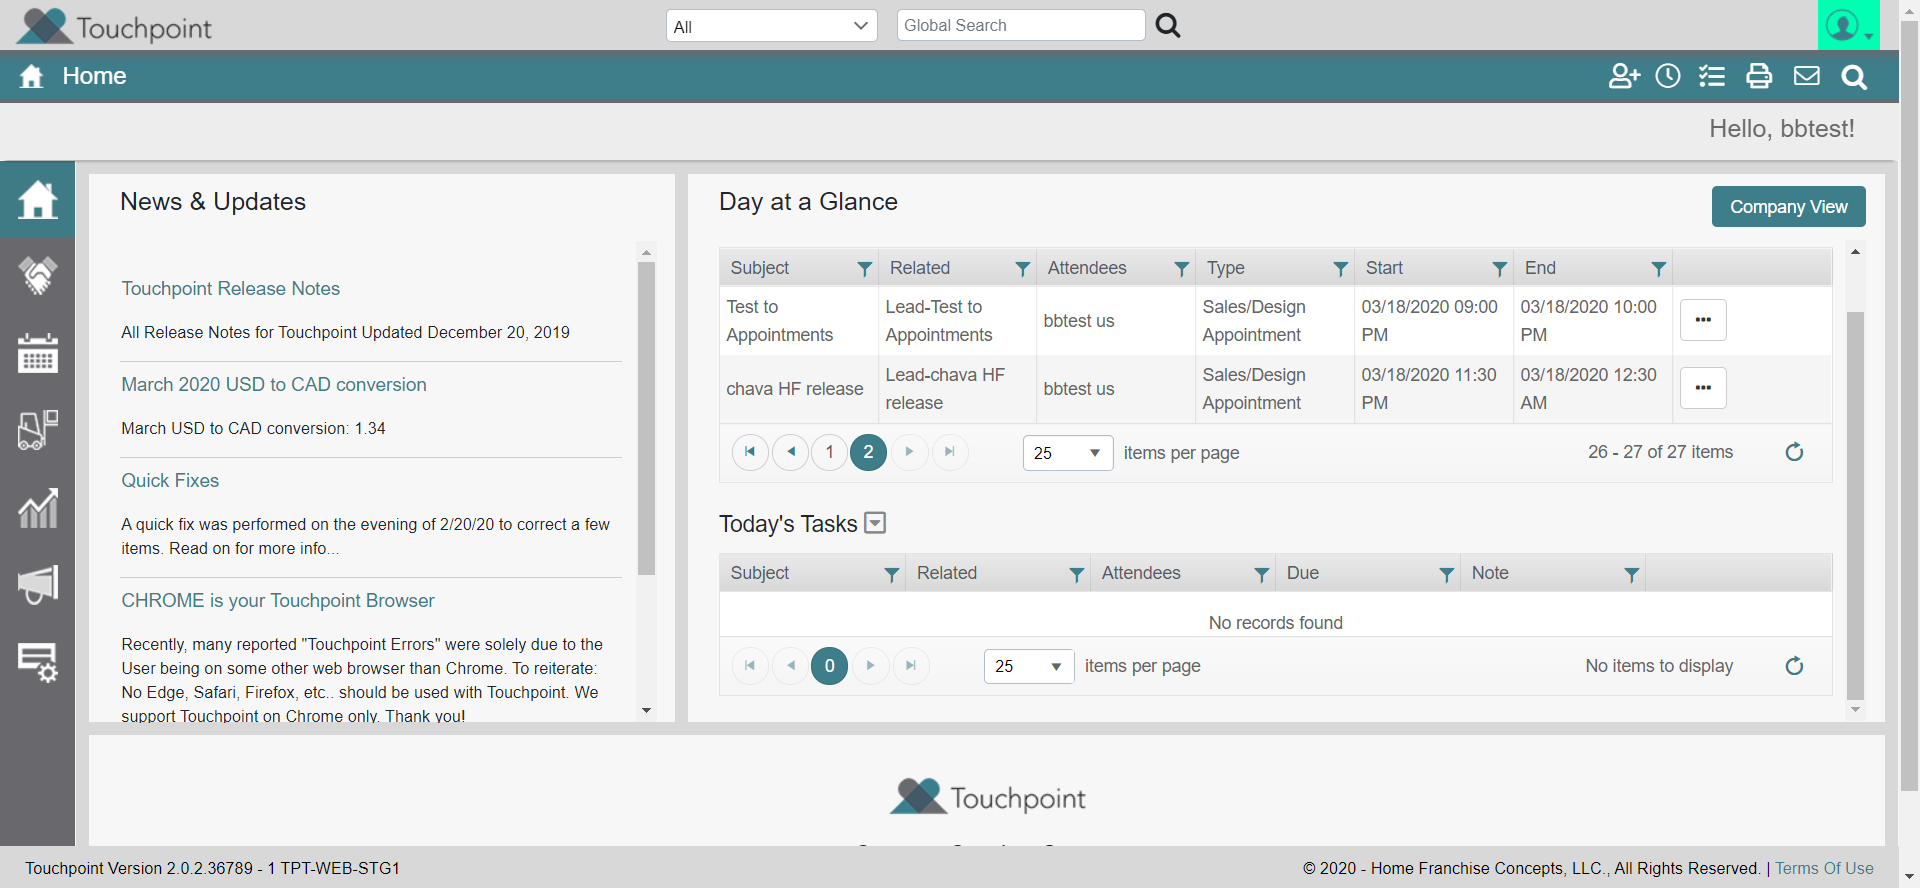 Touchpoint
All
Global Search
Home
Hello, bbtest!
News & Updates
Touchpoint Release Notes
All Release Notes for Touchpoint Updated December 20, 2019
March 2020 USD to CAD conversion
March USD to CAD conversion: 1.34
Quick Fixes
A quick fix was performed on the evening of 2/20/20 to correct a few
items. Read on for more info...
CHROME is your Touchpoint Browser
Recently, many reported "Touchpoint Errors" were solely due to the
User being on some other web browser than Chrome. To reiterate:
No Edge, Safari, Firefox, etc.. should be used with Touchpoint. We
support Touchpoint on Chrome only. Thank you!
Day at a Glance
Company View
Subject Related Attendees Type Start End
Test to Lead-Test to bbtest us Sales/Design 03/18/2020 09:00 03/18/2020 10:00
Appointments Appointments Appointment PM PM
chava HF release Lead-chava HF bbtest us Sales/Design 03/18/2020 11:30 03/18/2020 12:30
release Appointment PM AM
1 2 25 items per page 26 - 27 of 27 items
Today's Tasks
Subject Related Attendees Due Note
No records found
0 25 items per page No items to display
Touchpoint
Touchpoint Version 2.0.2.36789 - 1 TPT-WEB-STG1
© 2020 - Home Franchise Concepts, LLC., All Rights Reserved. | Terms Of Use